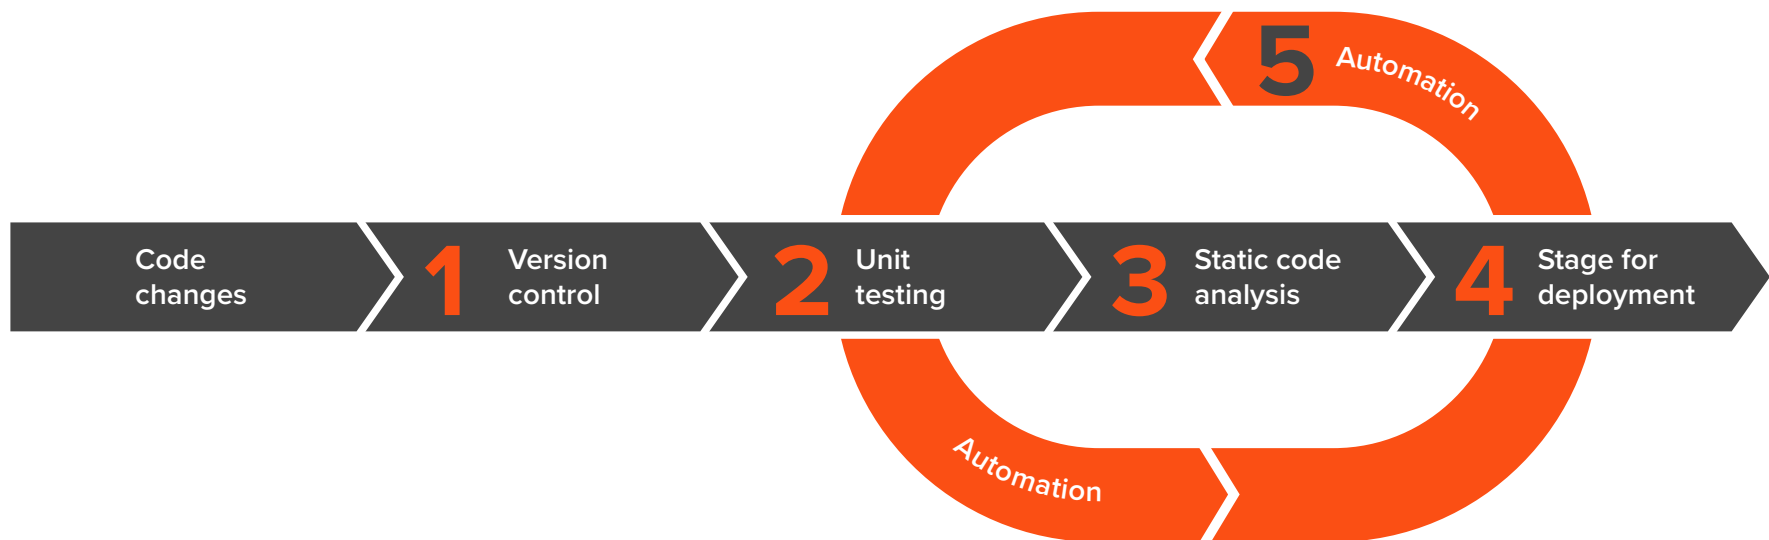 5 Automation
Code
changes
1 Version
control
2 Unit
testing
3 Static code
analysis
4 Stage for
deployment
Automation